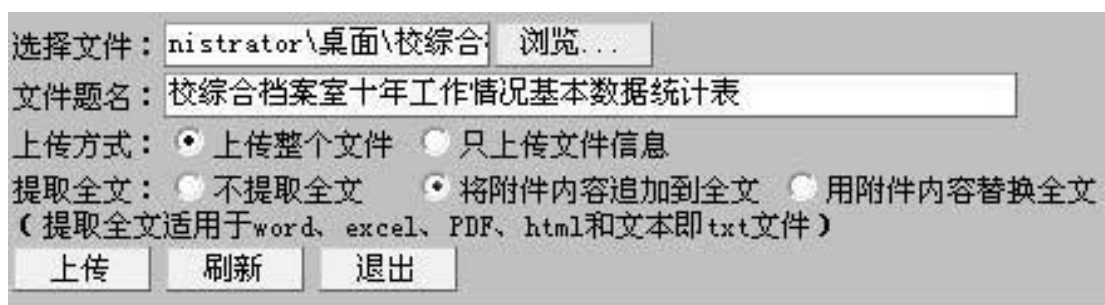 选择文件：nistrator\桌面\校综合 浏览...
文件题名：校综合档案室十年工作情况基本数据统计表
上传方式： 上传整个文件 只上传文件信息
提取全文： 不提取全文 将附件内容追加到全文 用附件内容替换全文
（提取全文适用于word、excel、PDF、html和文本即txt文件）
上传 刷新 退出